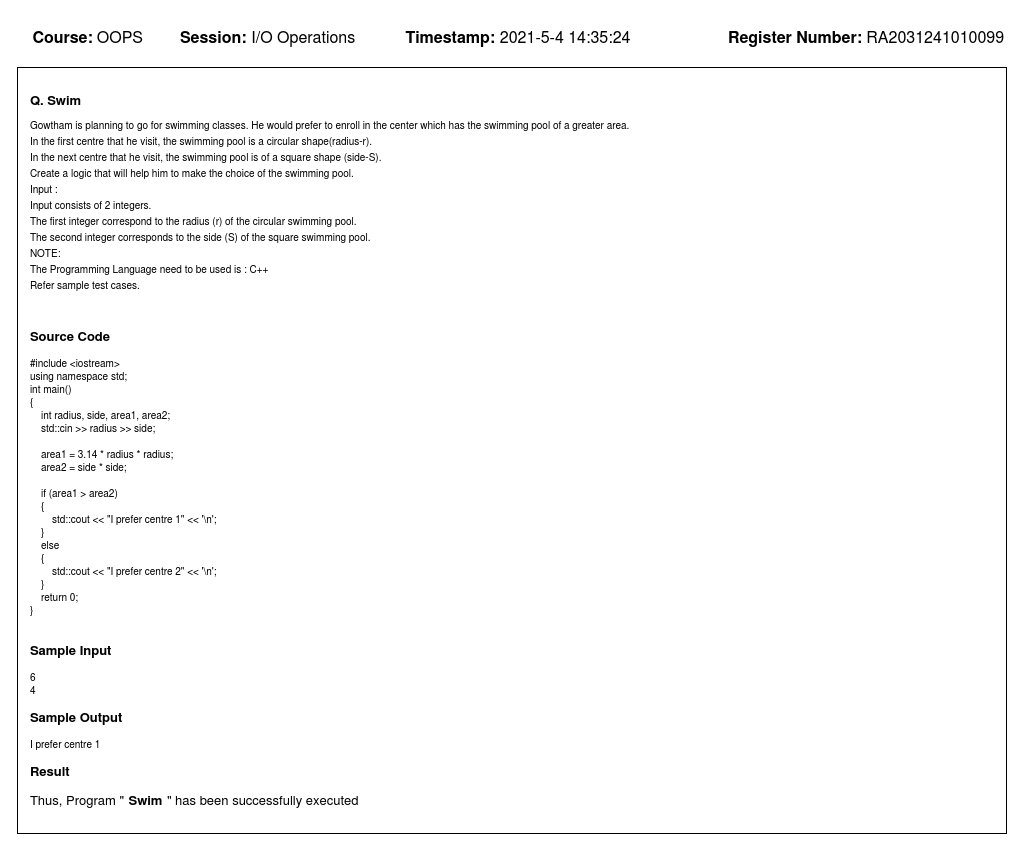 Course: OOPS Session: I/O Operations Timestamp: 2021-5-4 14:35:24 Register Number: RA2031241010099
Q. Swim
Gowtham is planning to go for swimming classes. He would prefer to enroll in the center which has the swimming pool of a greater area.
In the first centre that he visit, the swimming pool is a circular shape(radius-r).
In the next centre that he visit, the swimming pool is of a square shape (side-S).
Create a logic that will help him to make the choice of the swimming pool.
Input :
Input consists of 2 integers.
The first integer correspond to the radius (r) of the circular swimming pool.
The second integer corresponds to the side (S) of the square swimming pool.
NOTE:
The Programming Language need to be used is : C++
Refer sample test cases.
Source Code
#include <iostream>
using namespace std;
int main()
{
    int radius, side, area1, area2;
    std::cin >> radius >> side;
    area1 = 3.14 * radius * radius;
    area2 = side * side;
    if (area1 > area2)
    {
        std::cout << "I prefer centre 1" << '\n';
    }
    else
    {
        std::cout << "I prefer centre 2" << '\n';
    }
    return 0;
}
Sample Input
6
4
Sample Output
I prefer centre 1
Result
Thus, Program " Swim " has been successfully executed